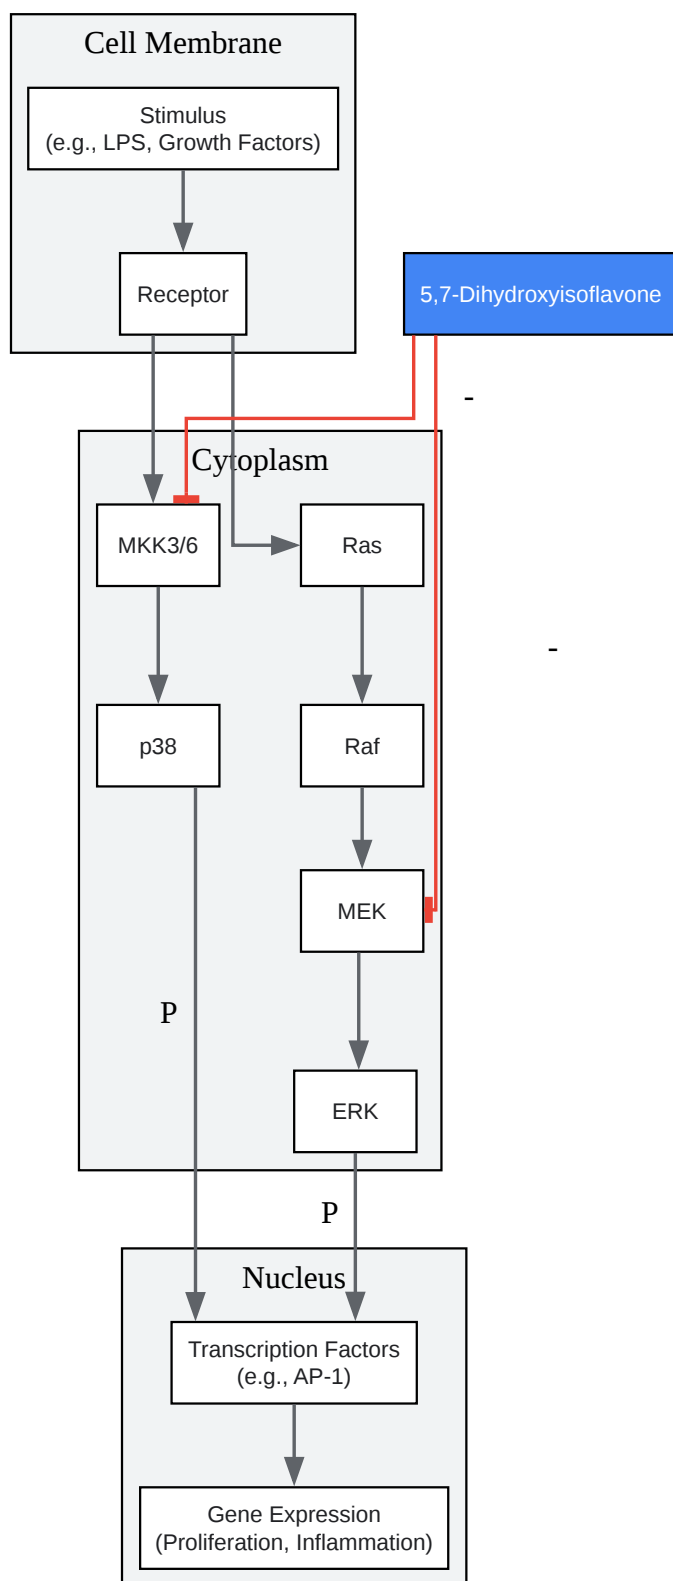 Cell Membrane
Stimulus
(e.g., LPS, Growth Factors)
Receptor
5,7-Dihydroxyisoflavone
-
Cytoplasm
MKK3/6
Ras
-
p38
Raf
MEK
P
ERK
P
Nucleus
Transcription Factors
(e.g., AP-1)
Gene Expression
(Proliferation, Inflammation)